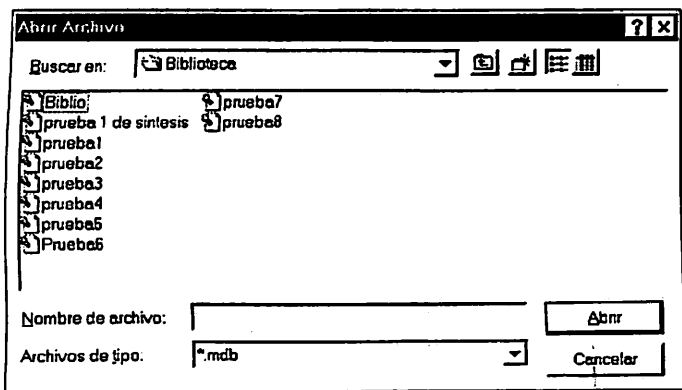 Abrir Archivo
Buscar en: Biblioteca
Biblio prueba7
prueba 1 de sintesis prueba8
prueba1
prueba2
prueba3
prueba4
prueba5
Prueba6
Nombre de archivo: Abrir
Archivos de tipo: *.mdb Cancelar